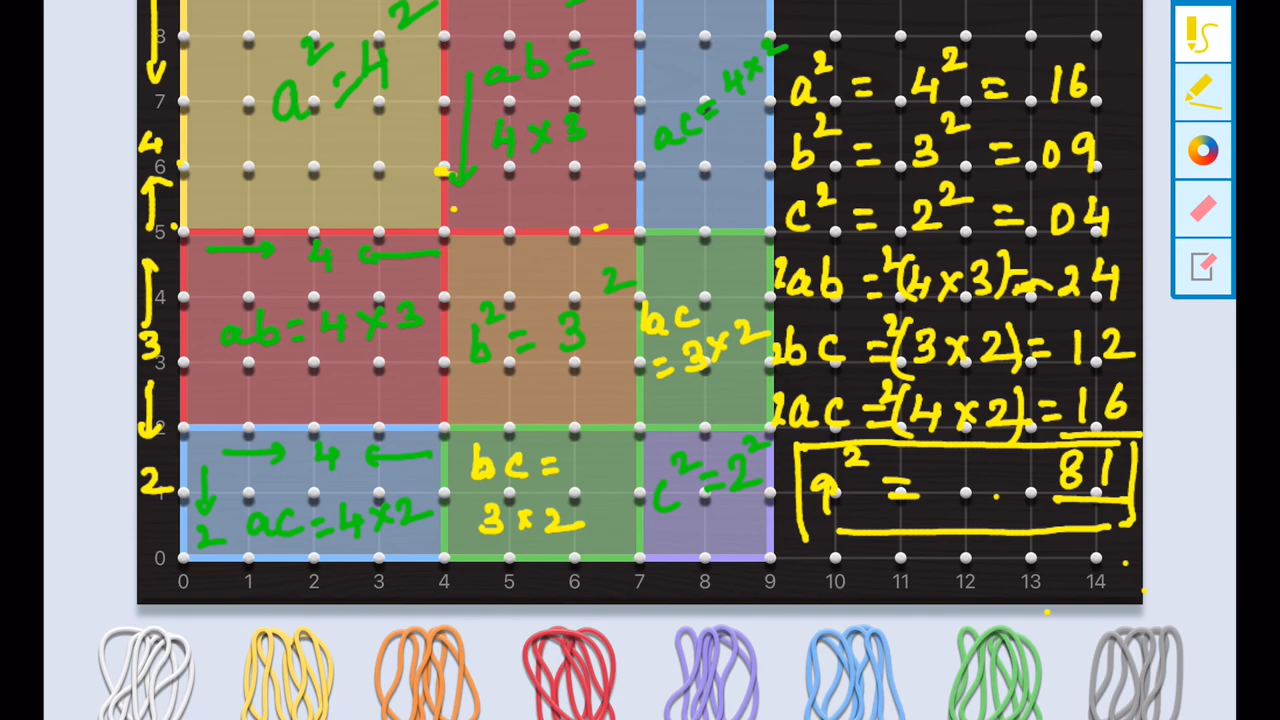 a² = 4²
ab =
4 × 3
ac = 4×2
4
← 4 →
ab = 4 × 3
b² = 3²
bc
= 3×2
3
→ 4 ←
2
ac = 4×2
bc =
3 × 2
c² = 2²
2
a² = 4² = 16
b² = 3² = 09
c² = 2² = 04
2ab = 2(4×3) = 24
2bc = 2(3×2) = 12
2ac = 2(4×2) = 16
9² = 81
8
7
6
5
4
3
2
1
0
0 1 2 3 4 5 6 7 8 9 10 11 12 13 14